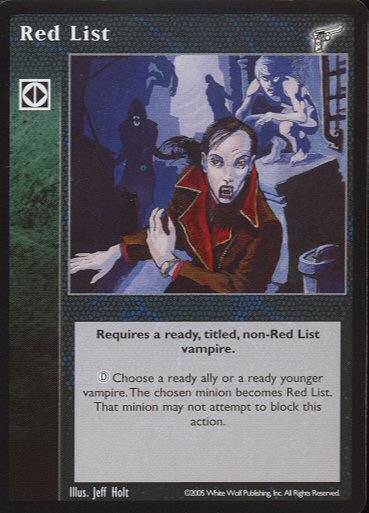 Red List
Requires a ready, titled, non-Red List
vampire.
Ⓓ Choose a ready ally or a ready younger
vampire. The chosen minion becomes Red List.
That minion may not attempt to block this
action.
Illus. Jeff Holt
©2005 White Wolf Publishing, Inc. All Rights Reserved.